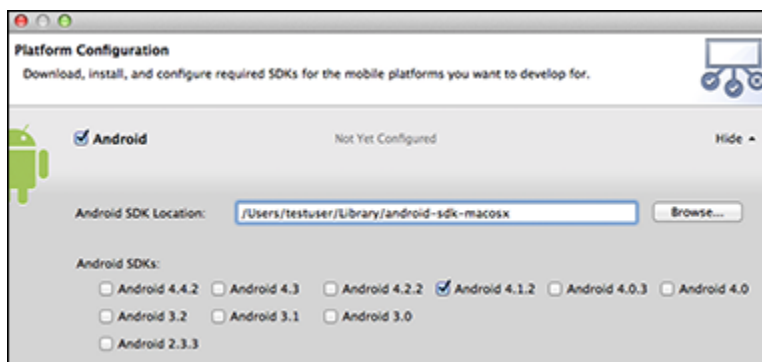 Platform Configuration
Download, install, and configure required SDKs for the mobile platforms you want to develop for.
Android Not Yet Configured Hide
Android SDK Location: /Users/testuser/Library/android-sdk-macosx Browse...
Android SDKs:
Android 4.4.2 Android 4.3 Android 4.2.2 Android 4.1.2 Android 4.0.3 Android 4.0
Android 3.2 Android 3.1 Android 3.0
Android 2.3.3